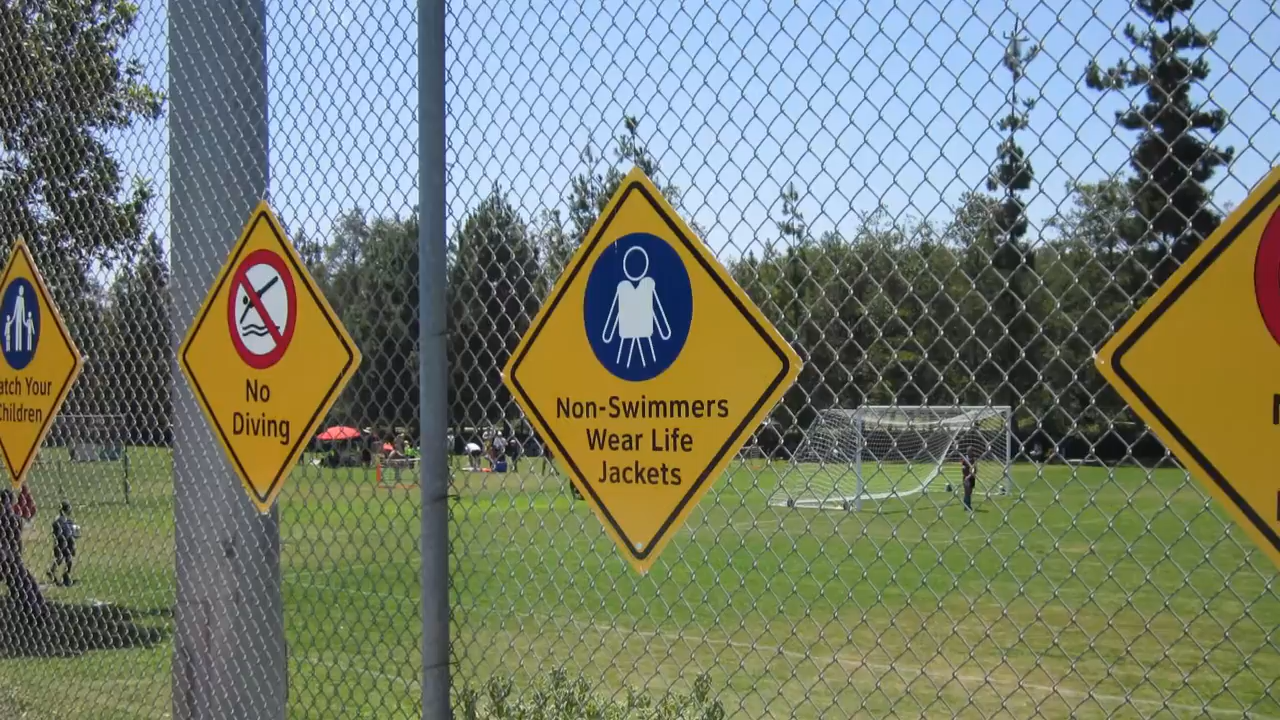 atch Your
Children
No
Diving
Non-Swimmers
Wear Life
Jackets